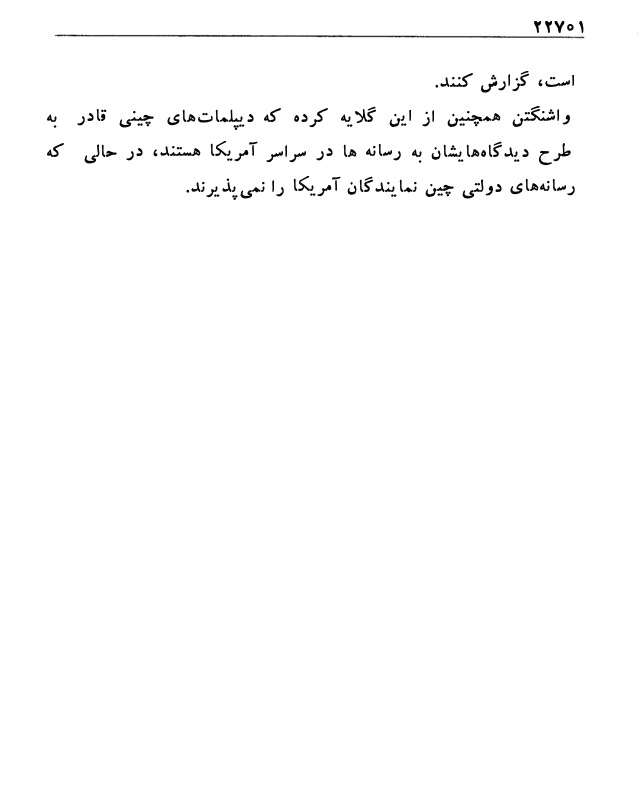 ۲۲۷۰۱
است، گزارش کنند.
واشنگتن همچنین از این گلایه کرده که دیپلمات‌های چینی قادر به
طرح دیدگاه‌هایشان به رسانه ها در سراسر آمریکا هستند، در حالی که
رسانه‌های دولتی چین نمایندگان آمریکا را نمی‌پذیرند.